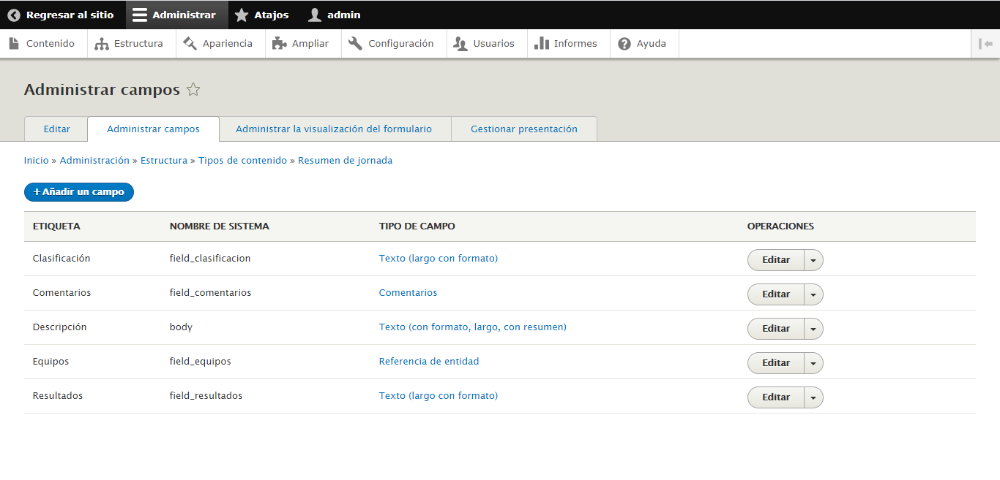 Regresar al sitio Administrar Atajos admin
Contenido Estructura Apariencia Ampliar Configuración Usuarios Informes Ayuda
Administrar campos
Editar Administrar campos Administrar la visualización del formulario Gestionar presentación
Inicio » Administración » Estructura » Tipos de contenido » Resumen de jornada
+ Añadir un campo
ETIQUETA NOMBRE DE SISTEMA TIPO DE CAMPO OPERACIONES
Clasificación field_clasificacion Texto (largo con formato) Editar
Comentarios field_comentarios Comentarios Editar
Descripción body Texto (con formato, largo, con resumen) Editar
Equipos field_equipos Referencia de entidad Editar
Resultados field_resultados Texto (largo con formato) Editar